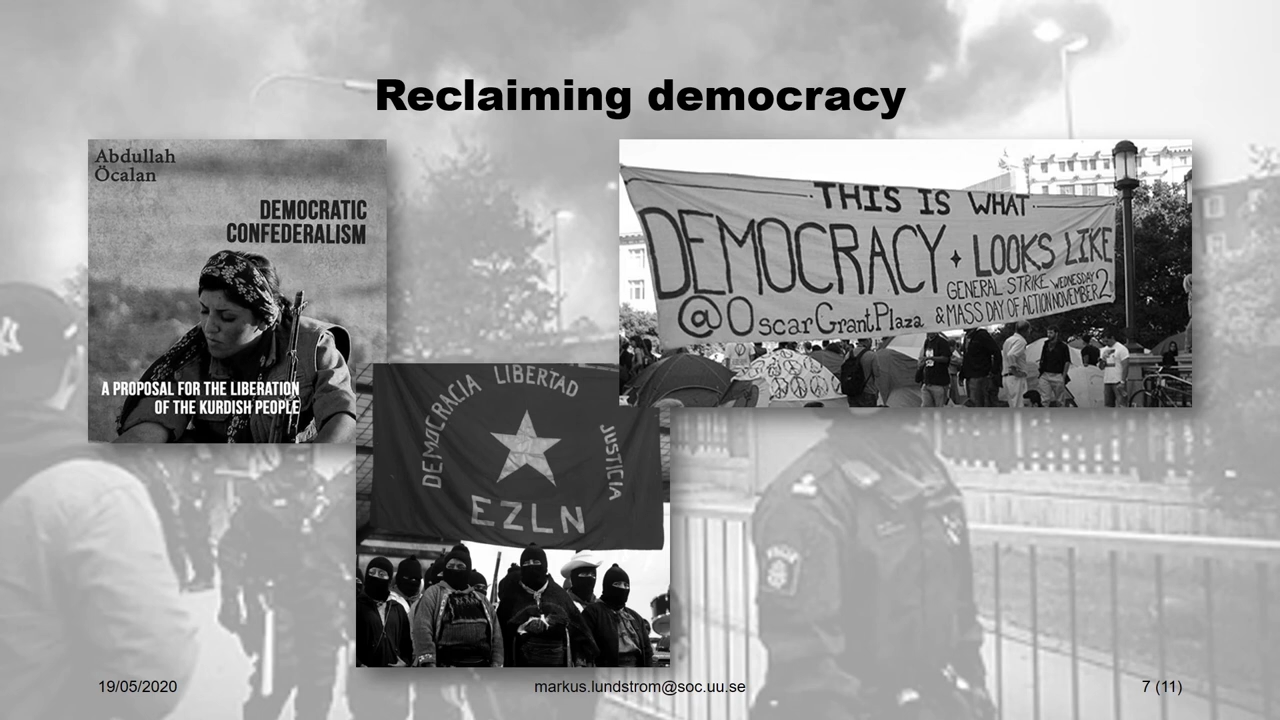 Reclaiming democracy
Abdullah
Öcalan
DEMOCRATIC
CONFEDERALISM
A PROPOSAL FOR THE LIBERATION
OF THE KURDISH PEOPLE
THIS IS WHAT
DEMOCRACY LOOKS LIKE
GENERAL STRIKE WEDNESDAY
@OscarGrantPlaza & MASS DAY OF ACTION NOVEMBER 2
DEMOCRACIA LIBERTAD
JUSTICIA
EZLN
19/05/2020
markus.lundstrom@soc.uu.se
7 (11)